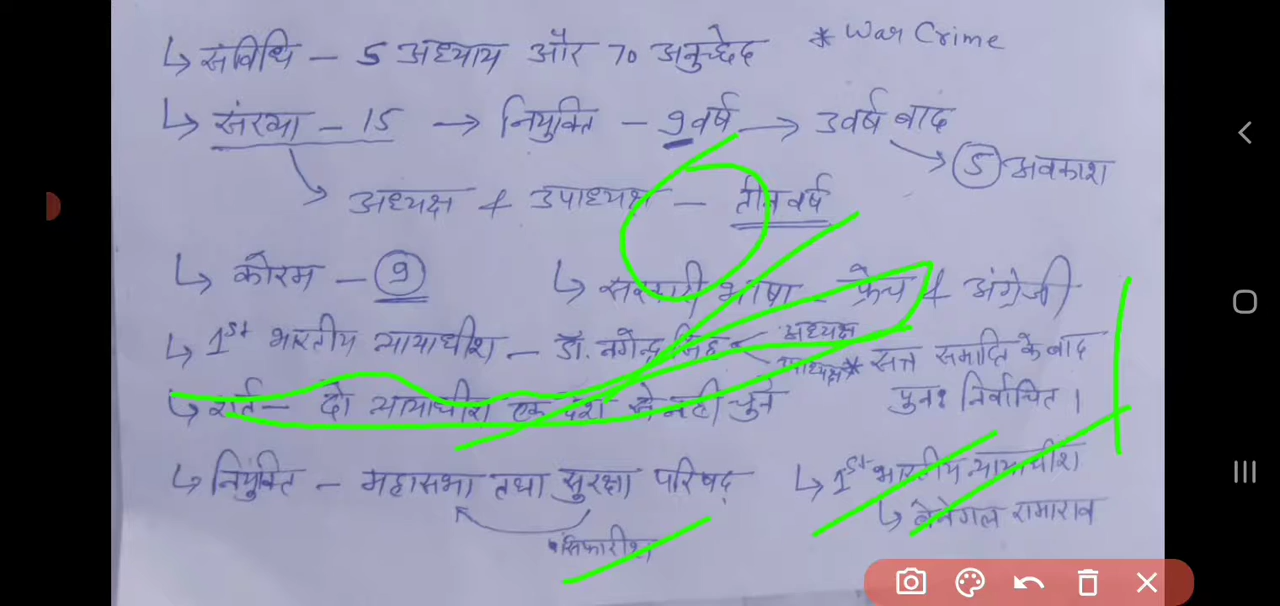 ↳ संविधि – 5 अध्याय और 70 अनुच्छेद * War Crime
↳ संख्या – 15 → नियुक्ति – 9 वर्ष → 3 वर्ष बाद
→ 5 अवकाश
अध्यक्ष & उपाध्यक्ष – तीन वर्ष
↳ कोरम – 9 ↳ सरकारी भाषा – फ्रेंच & अंग्रेजी
↳ 1st भारतीय न्यायाधीश – डॉ. नगेन्द्र सिंह < अध्यक्ष
उपाध्यक्ष * सत्र समाप्ति के बाद
पुनः निर्वाचित।
↳ शर्त – दो न्यायाधीश एक देश से नही चुने
↳ नियुक्ति – महासभा तथा सुरक्षा परिषद्
सिफारीश
↳ 1st भारतीय न्यायाधीश
↳ बेनेगल रामाराव